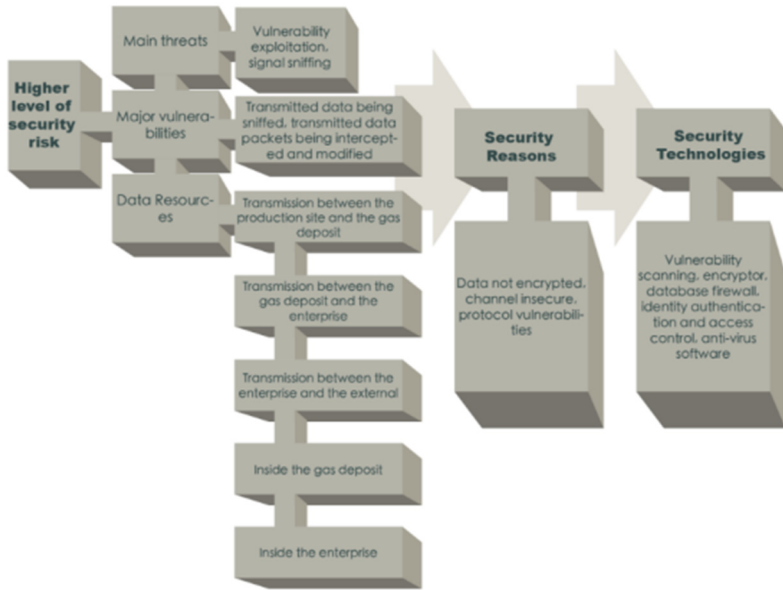 Main threats
Vulnerability
exploitation,
signal sniffing
Higher
level of
security
risk
Major vulnera-
bilities
Transmitted data being
sniffed, transmitted data
packets being intercept-
ed and modified
Data Resourc-
es
Transmission between the
production site and the gas
deposit
Transmission between the
gas deposit and the
enterprise
Transmission between the
enterprise and the external
Inside the gas deposit
Inside the enterprise
Security
Reasons
Data not encrypted,
channel insecure,
protocol vulnerabili-
ties
Security
Technologies
Vulnerability
scanning, encryptor,
database firewall,
identity authentica-
tion and access
control, anti-virus
software